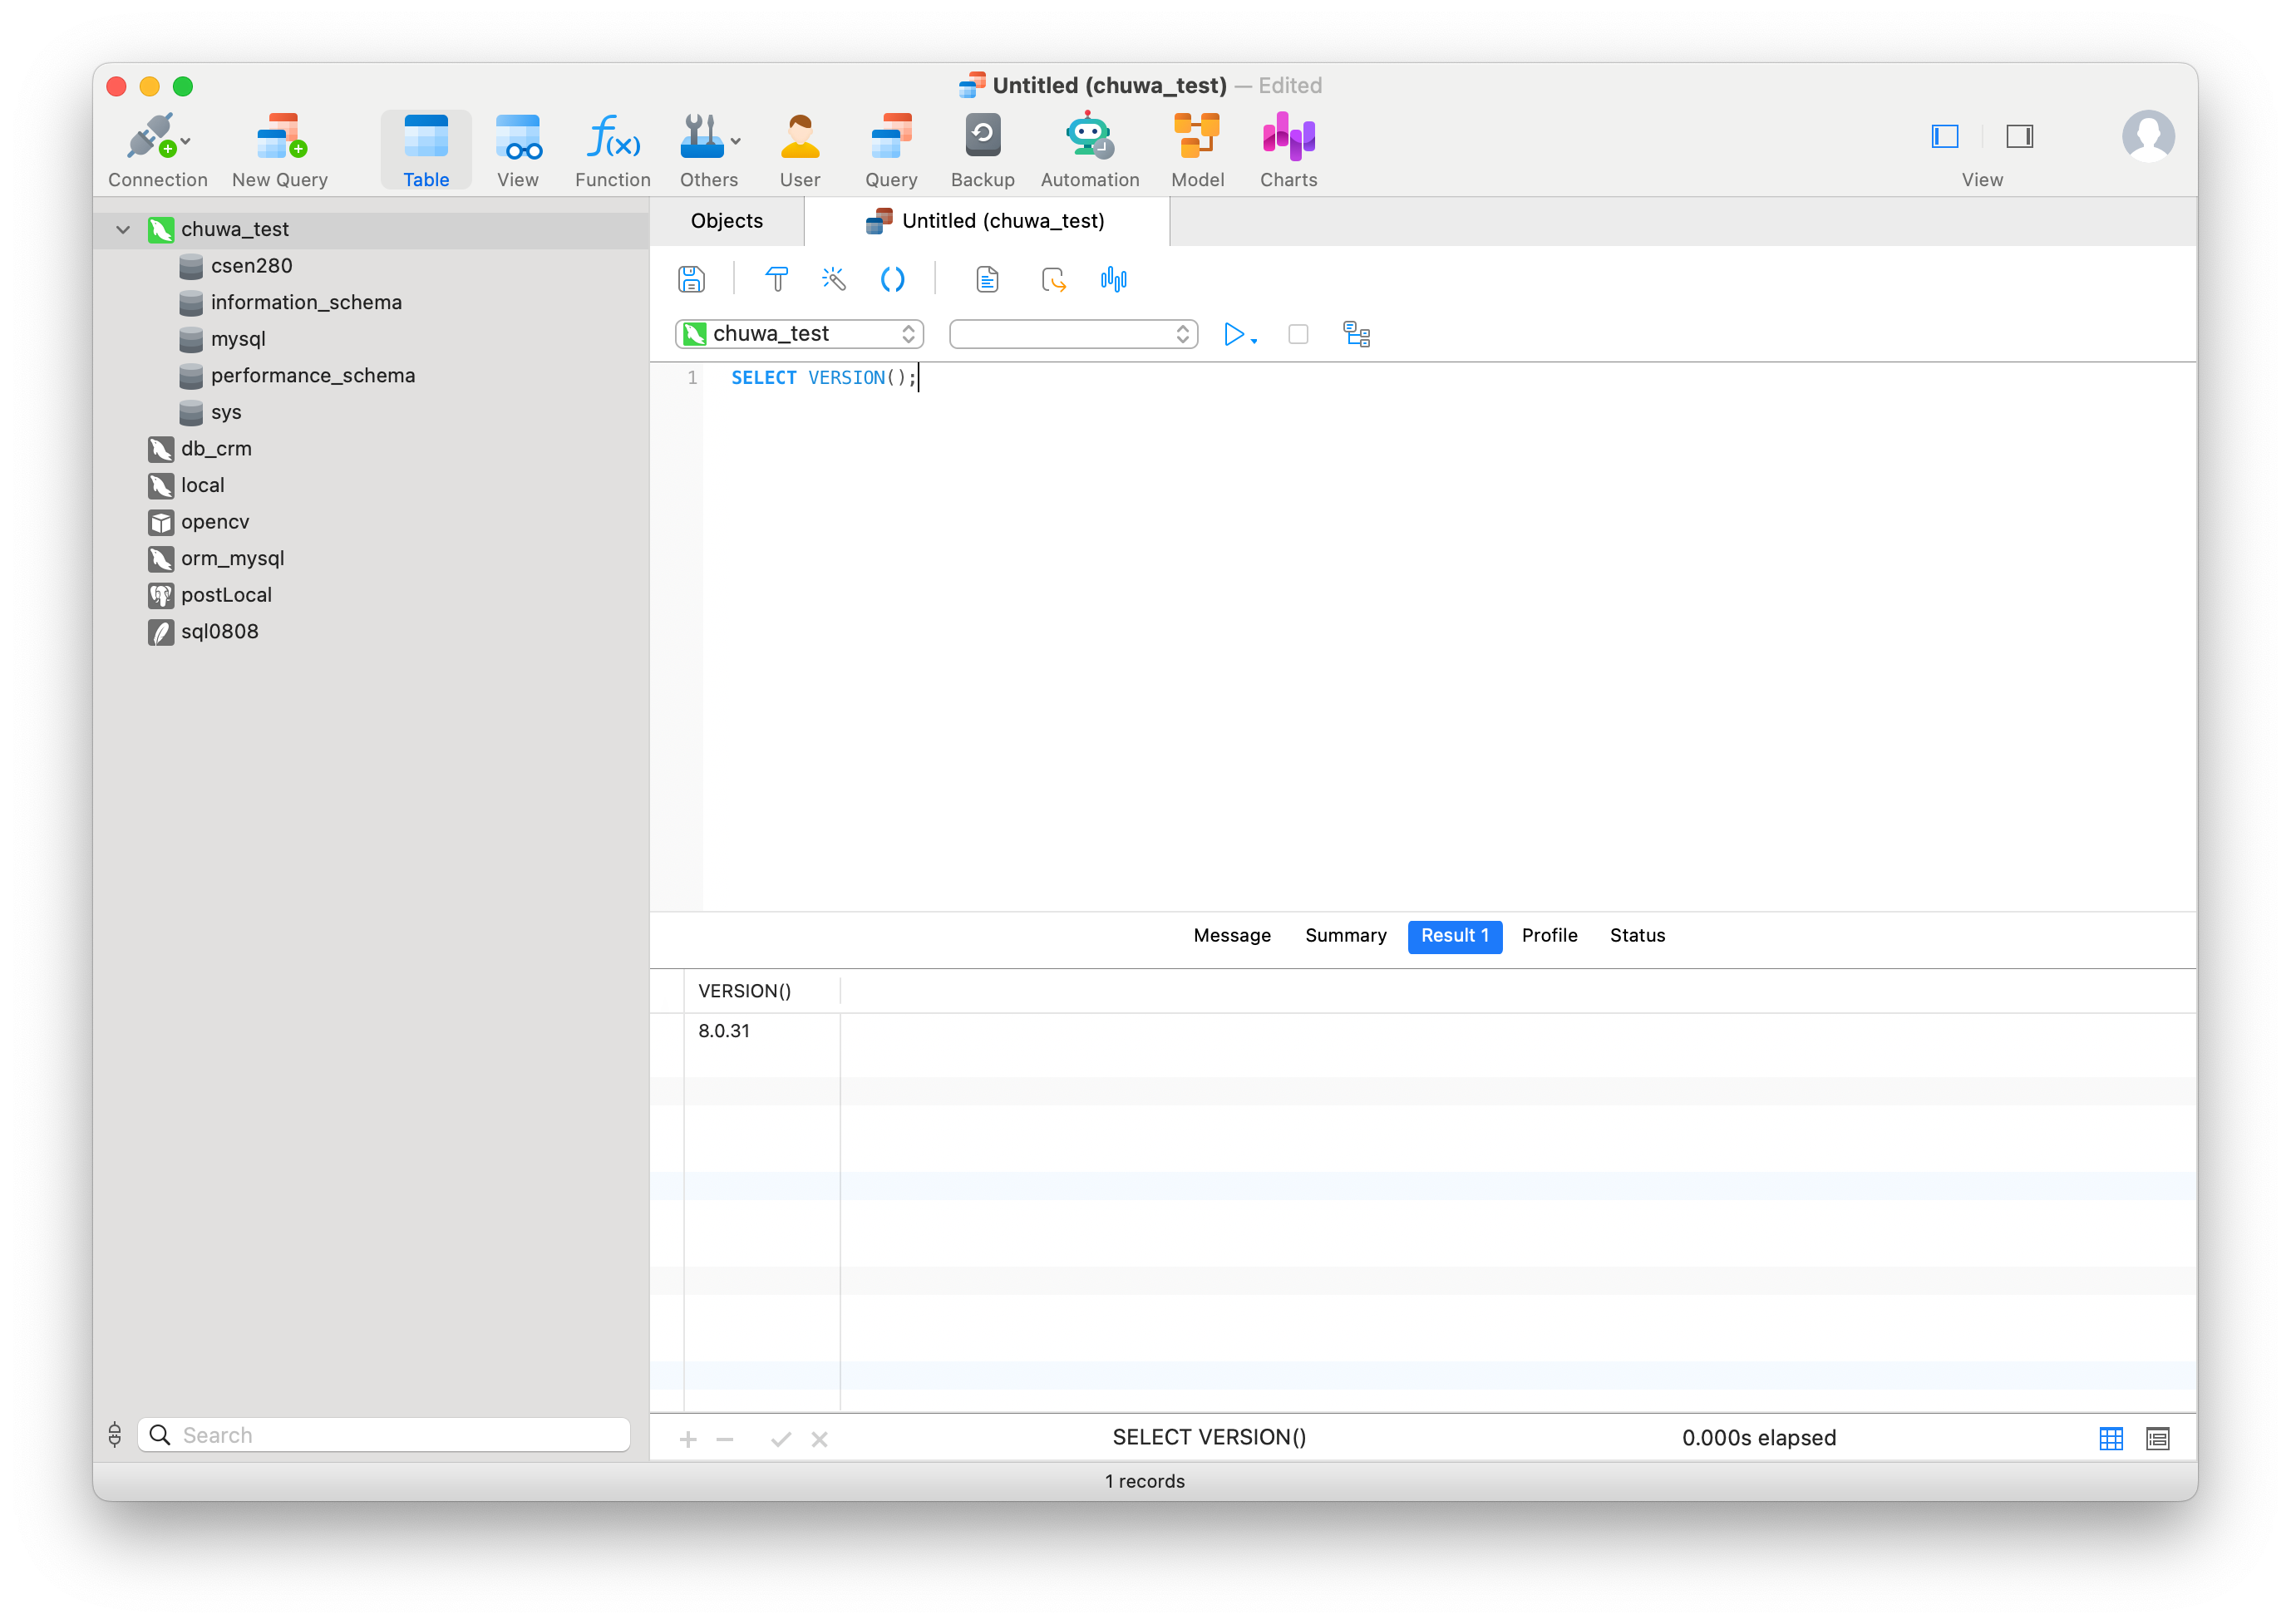 Untitled (chuwa_test) — Edited
Connection New Query Table View Function Others User Query Backup Automation Model Charts View
chuwa_test
csen280
information_schema
mysql
performance_schema
sys
db_crm
local
opencv
orm_mysql
postLocal
sql0808
Search
Objects Untitled (chuwa_test)
chuwa_test
1 SELECT VERSION();
Message Summary Result 1 Profile Status
VERSION()
8.0.31
SELECT VERSION() 0.000s elapsed
1 records